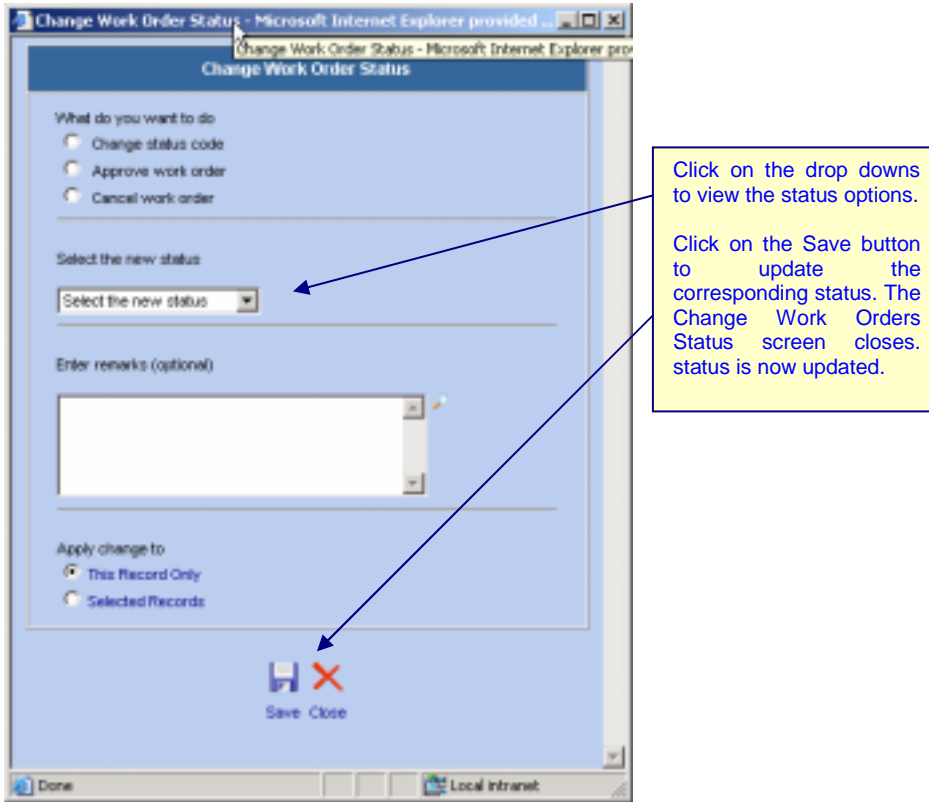 Change Work Order Status - Microsoft Internet Explorer provided ...
Change Work Order Status - Microsoft Internet Explorer prov
Change Work Order Status
What do you want to do
Change status code
Approve work order
Cancel work order
Select the new status
Select the new status
Enter remarks (optional)
Apply change to
This Record Only
Selected Records
Save Close
Done
Local intranet
Click on the drop downs
to view the status options.
Click on the Save button
to update the
corresponding status. The
Change Work Orders
Status screen closes.
status is now updated.